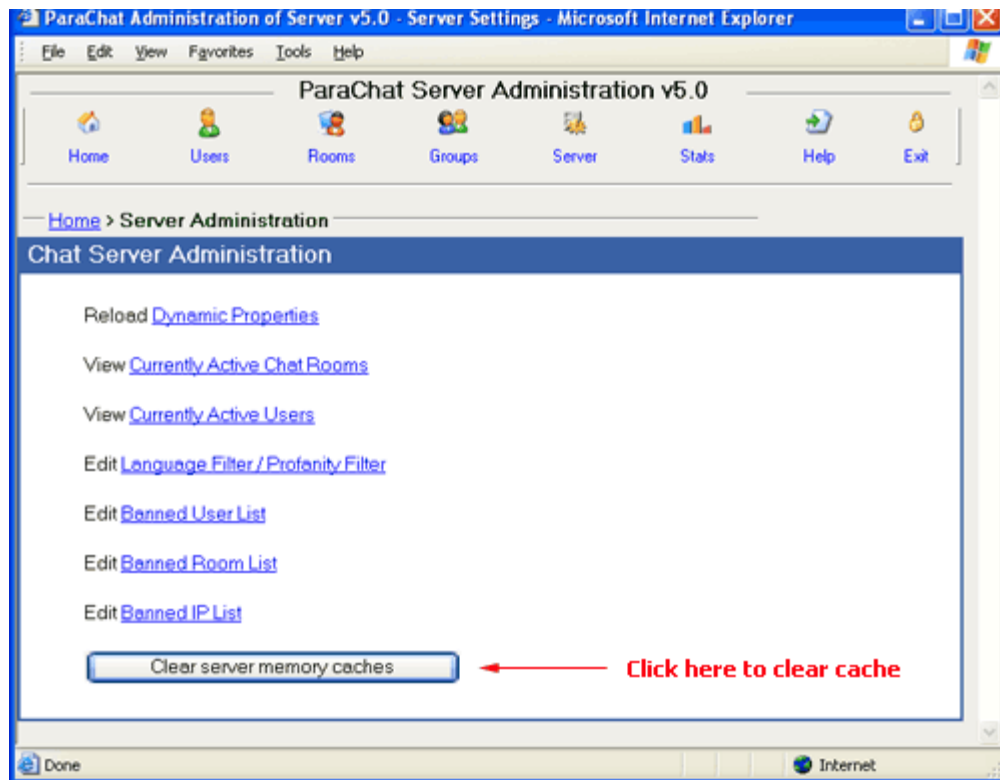 ParaChat Administration of Server v5.0 - Server Settings - Microsoft Internet Explorer
File Edit View Favorites Tools Help
ParaChat Server Administration v5.0
Home Users Rooms Groups Server Stats Help Exit
Home > Server Administration
Chat Server Administration
Reload Dynamic Properties
View Currently Active Chat Rooms
View Currently Active Users
Edit Language Filter / Profanity Filter
Edit Banned User List
Edit Banned Room List
Edit Banned IP List
Clear server memory caches Click here to clear cache
Done Internet